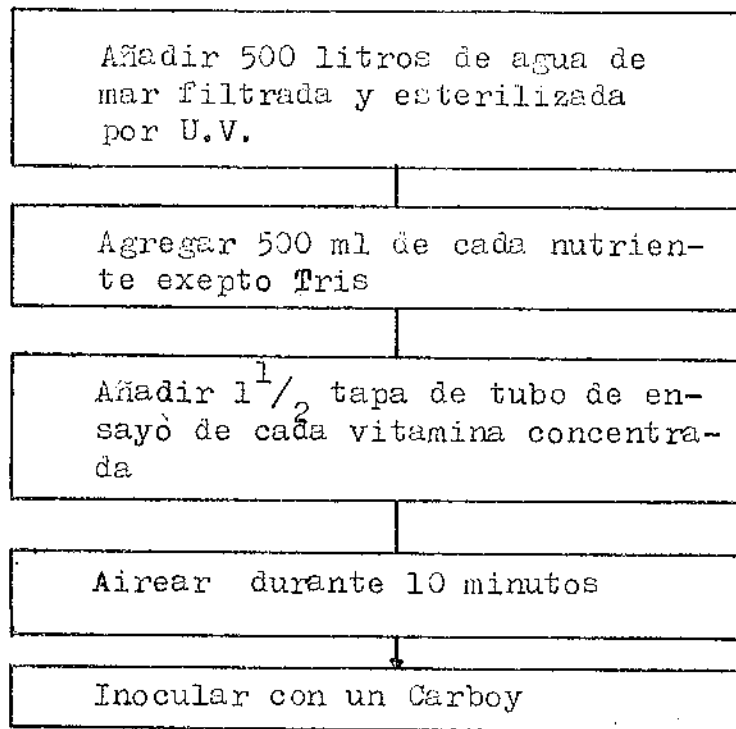 Añadir 500 litros de agua de
mar filtrada y esterilizada
por U.V.
Agregar 500 ml de cada nutrien-
te exepto Tris
Añadir 1 1/2 tapa de tubo de en-
sayò de cada vitamina concentra-
da
Airear durante 10 minutos
Inocular con un Carboy